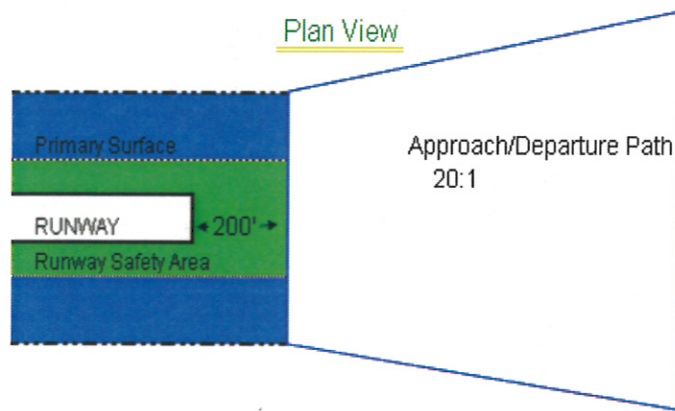 Plan View
Primary Surface
Approach/Departure Path
20:1
RUNWAY
200'
Runway Safety Area